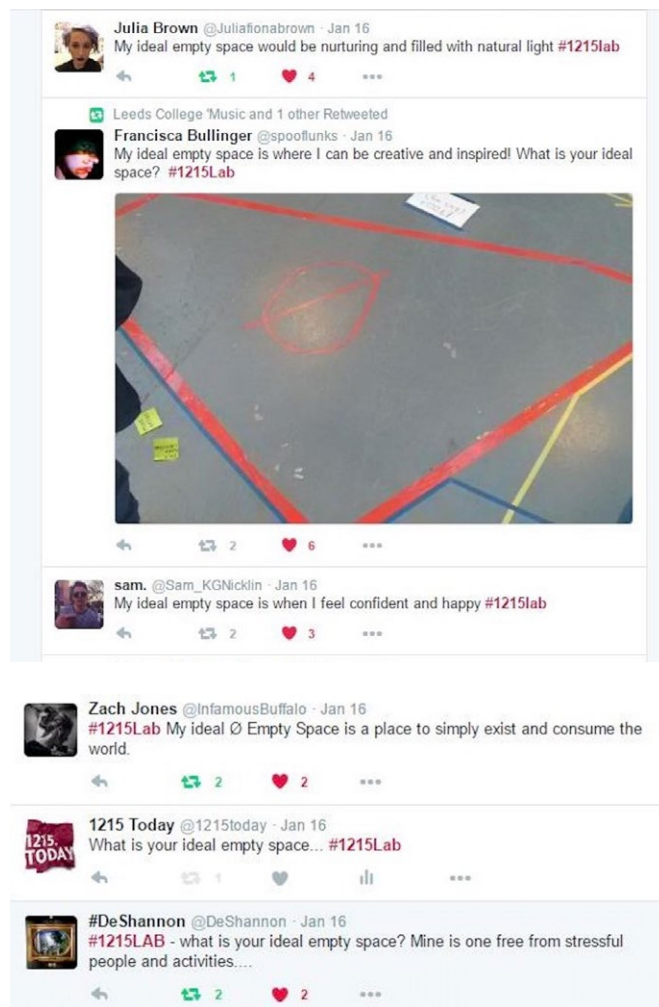 Julia Brown @Juliafionabrown · Jan 16
My ideal empty space would be nurturing and filled with natural light #1215lab
1 4
Leeds College 'Music and 1 other Retweeted
Francisca Bullinger @spooflunks · Jan 16
My ideal empty space is where I can be creative and inspired! What is your ideal
space? #1215Lab
2 6
sam. @Sam_KGNicklin · Jan 16
My ideal empty space is when I feel confident and happy #1215lab
2 3
Zach Jones @InfamousBuffalo · Jan 16
#1215Lab My ideal Ø Empty Space is a place to simply exist and consume the
world.
2 2
1215.
TODAY
1215 Today @1215today · Jan 16
What is your ideal empty space... #1215Lab
1
#DeShannon @DeShannon · Jan 16
#1215LAB - what is your ideal empty space? Mine is one free from stressful
people and activities....
2 2